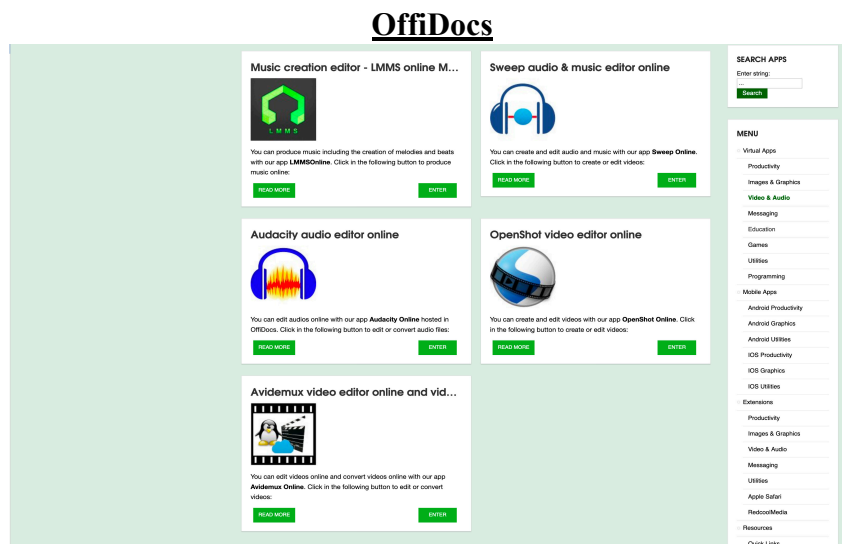 OffiDocs
Music creation editor - LMMS online M...
LMMS
You can produce music including the creation of melodies and beats
with our app LMMSOnline. Click in the following button to produce
music online:
READ MORE
ENTER
Sweep audio & music editor online
You can create and edit audio and music with our app Sweep Online.
Click in the following button to create or edit videos:
READ MORE
ENTER
Audacity audio editor online
You can edit audios online with our app Audacity Online hosted in
OffiDocs. Click in the following button to edit or convert audio files:
READ MORE
ENTER
OpenShot video editor online
You can create and edit videos with our app OpenShot Online. Click
in the following button to create or edit videos:
READ MORE
ENTER
Avidemux video editor online and vid...
You can edit videos online and convert videos online with our app
Avidemux Online. Click in the following button to edit or convert
videos:
READ MORE
ENTER
SEARCH APPS
Enter string:
...
Search
MENU
Virtual Apps
Productivity
Images & Graphics
Video & Audio
Messaging
Education
Games
Utilities
Programming
Mobile Apps
Android Productivity
Android Graphics
Android Utilities
IOS Productivity
IOS Graphics
IOS Utilities
Extensions
Productivity
Images & Graphics
Video & Audio
Messaging
Utilities
Apple Safari
RedcoolMedia
Resources
Quick Links